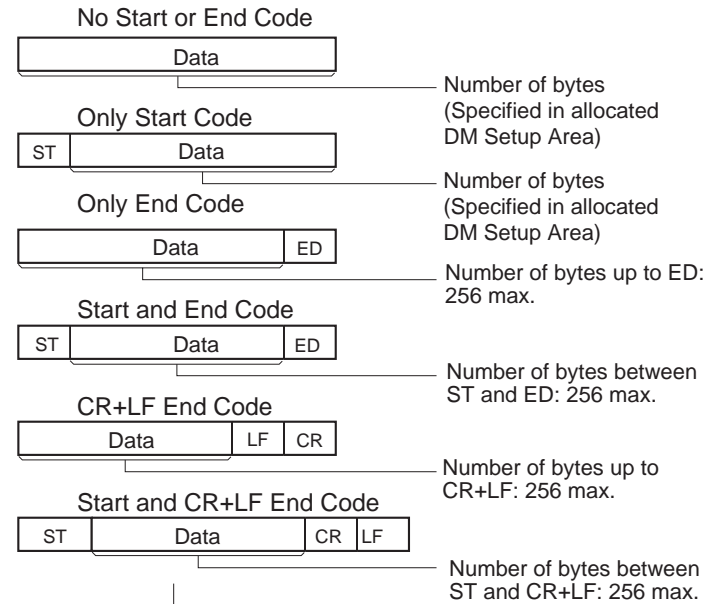 No Start or End Code
Data
Number of bytes
(Specified in allocated
DM Setup Area)
Only Start Code
ST Data
Number of bytes
(Specified in allocated
DM Setup Area)
Only End Code
Data ED
Number of bytes up to ED:
256 max.
Start and End Code
ST Data ED
Number of bytes between
ST and ED: 256 max.
CR+LF End Code
Data LF CR
Number of bytes up to
CR+LF: 256 max.
Start and CR+LF End Code
ST Data CR LF
Number of bytes between
ST and CR+LF: 256 max.